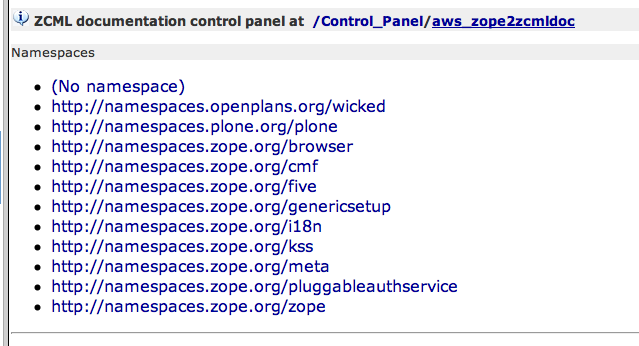 ZCML documentation control panel at /Control_Panel/aws_zope2zcmldoc
Namespaces
(No namespace)
http://namespaces.openplans.org/wicked
http://namespaces.plone.org/plone
http://namespaces.zope.org/browser
http://namespaces.zope.org/cmf
http://namespaces.zope.org/five
http://namespaces.zope.org/genericsetup
http://namespaces.zope.org/i18n
http://namespaces.zope.org/kss
http://namespaces.zope.org/meta
http://namespaces.zope.org/pluggableauthservice
http://namespaces.zope.org/zope